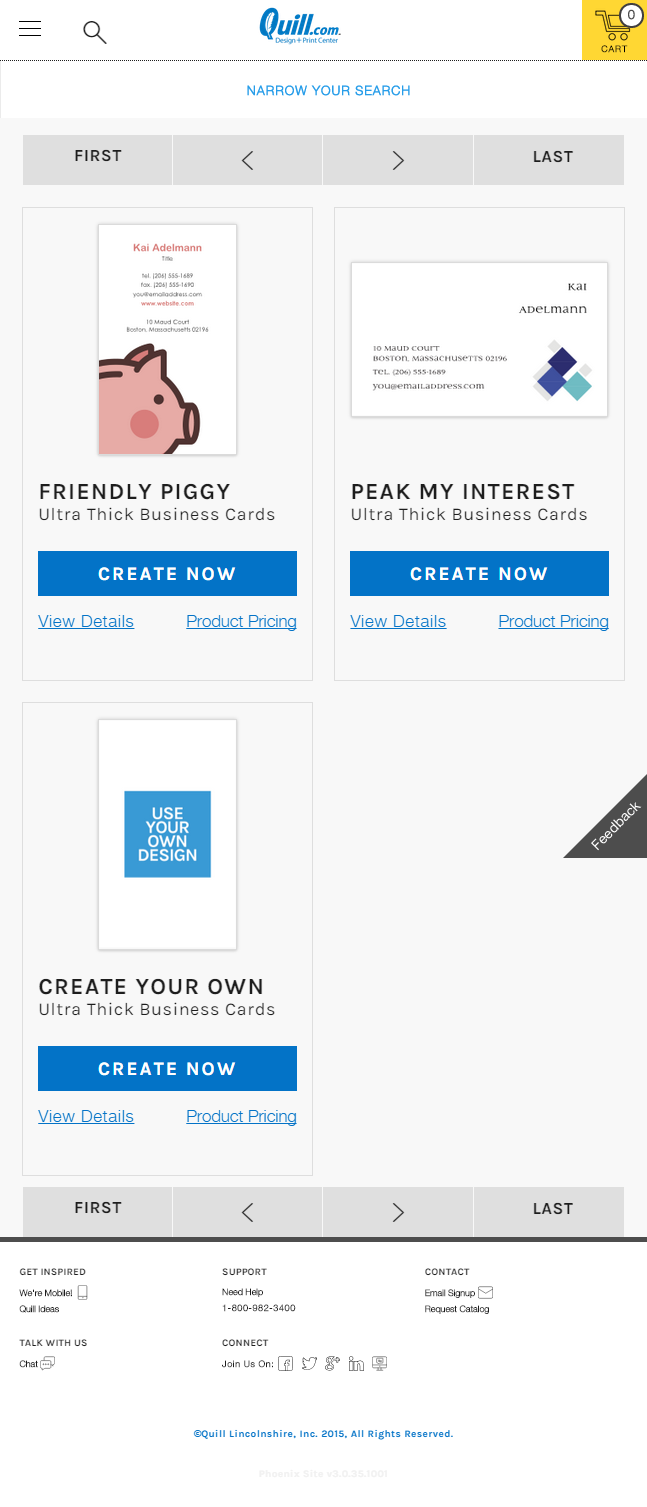 Quill.com
Design + Print Center
0
CART
NARROW YOUR SEARCH
FIRST
LAST
Kai Adelmann
Title
tel. (206) 555-1689
fax. (206) 555-1690
you@emailaddress.com
www.website.com
10 Maud Court
Boston, Massachusetts 02196
FRIENDLY PIGGY
Ultra Thick Business Cards
CREATE NOW
View Details Product Pricing
Kai
Adelmann
10 Maud Court
Boston, Massachusetts 02196
Tel. (206) 555-1689
you@emailaddress.com
PEAK MY INTEREST
Ultra Thick Business Cards
CREATE NOW
View Details Product Pricing
USE
YOUR
OWN
DESIGN
CREATE YOUR OWN
Ultra Thick Business Cards
CREATE NOW
View Details Product Pricing
Feedback
FIRST
LAST
GET INSPIRED
We're Mobile!
Quill Ideas
SUPPORT
Need Help
1-800-982-3400
CONTACT
Email Signup
Request Catalog
TALK WITH US
Chat
CONNECT
Join Us On:
©Quill Lincolnshire, Inc. 2015, All Rights Reserved.
Phoenix Site v3.0.35.1001